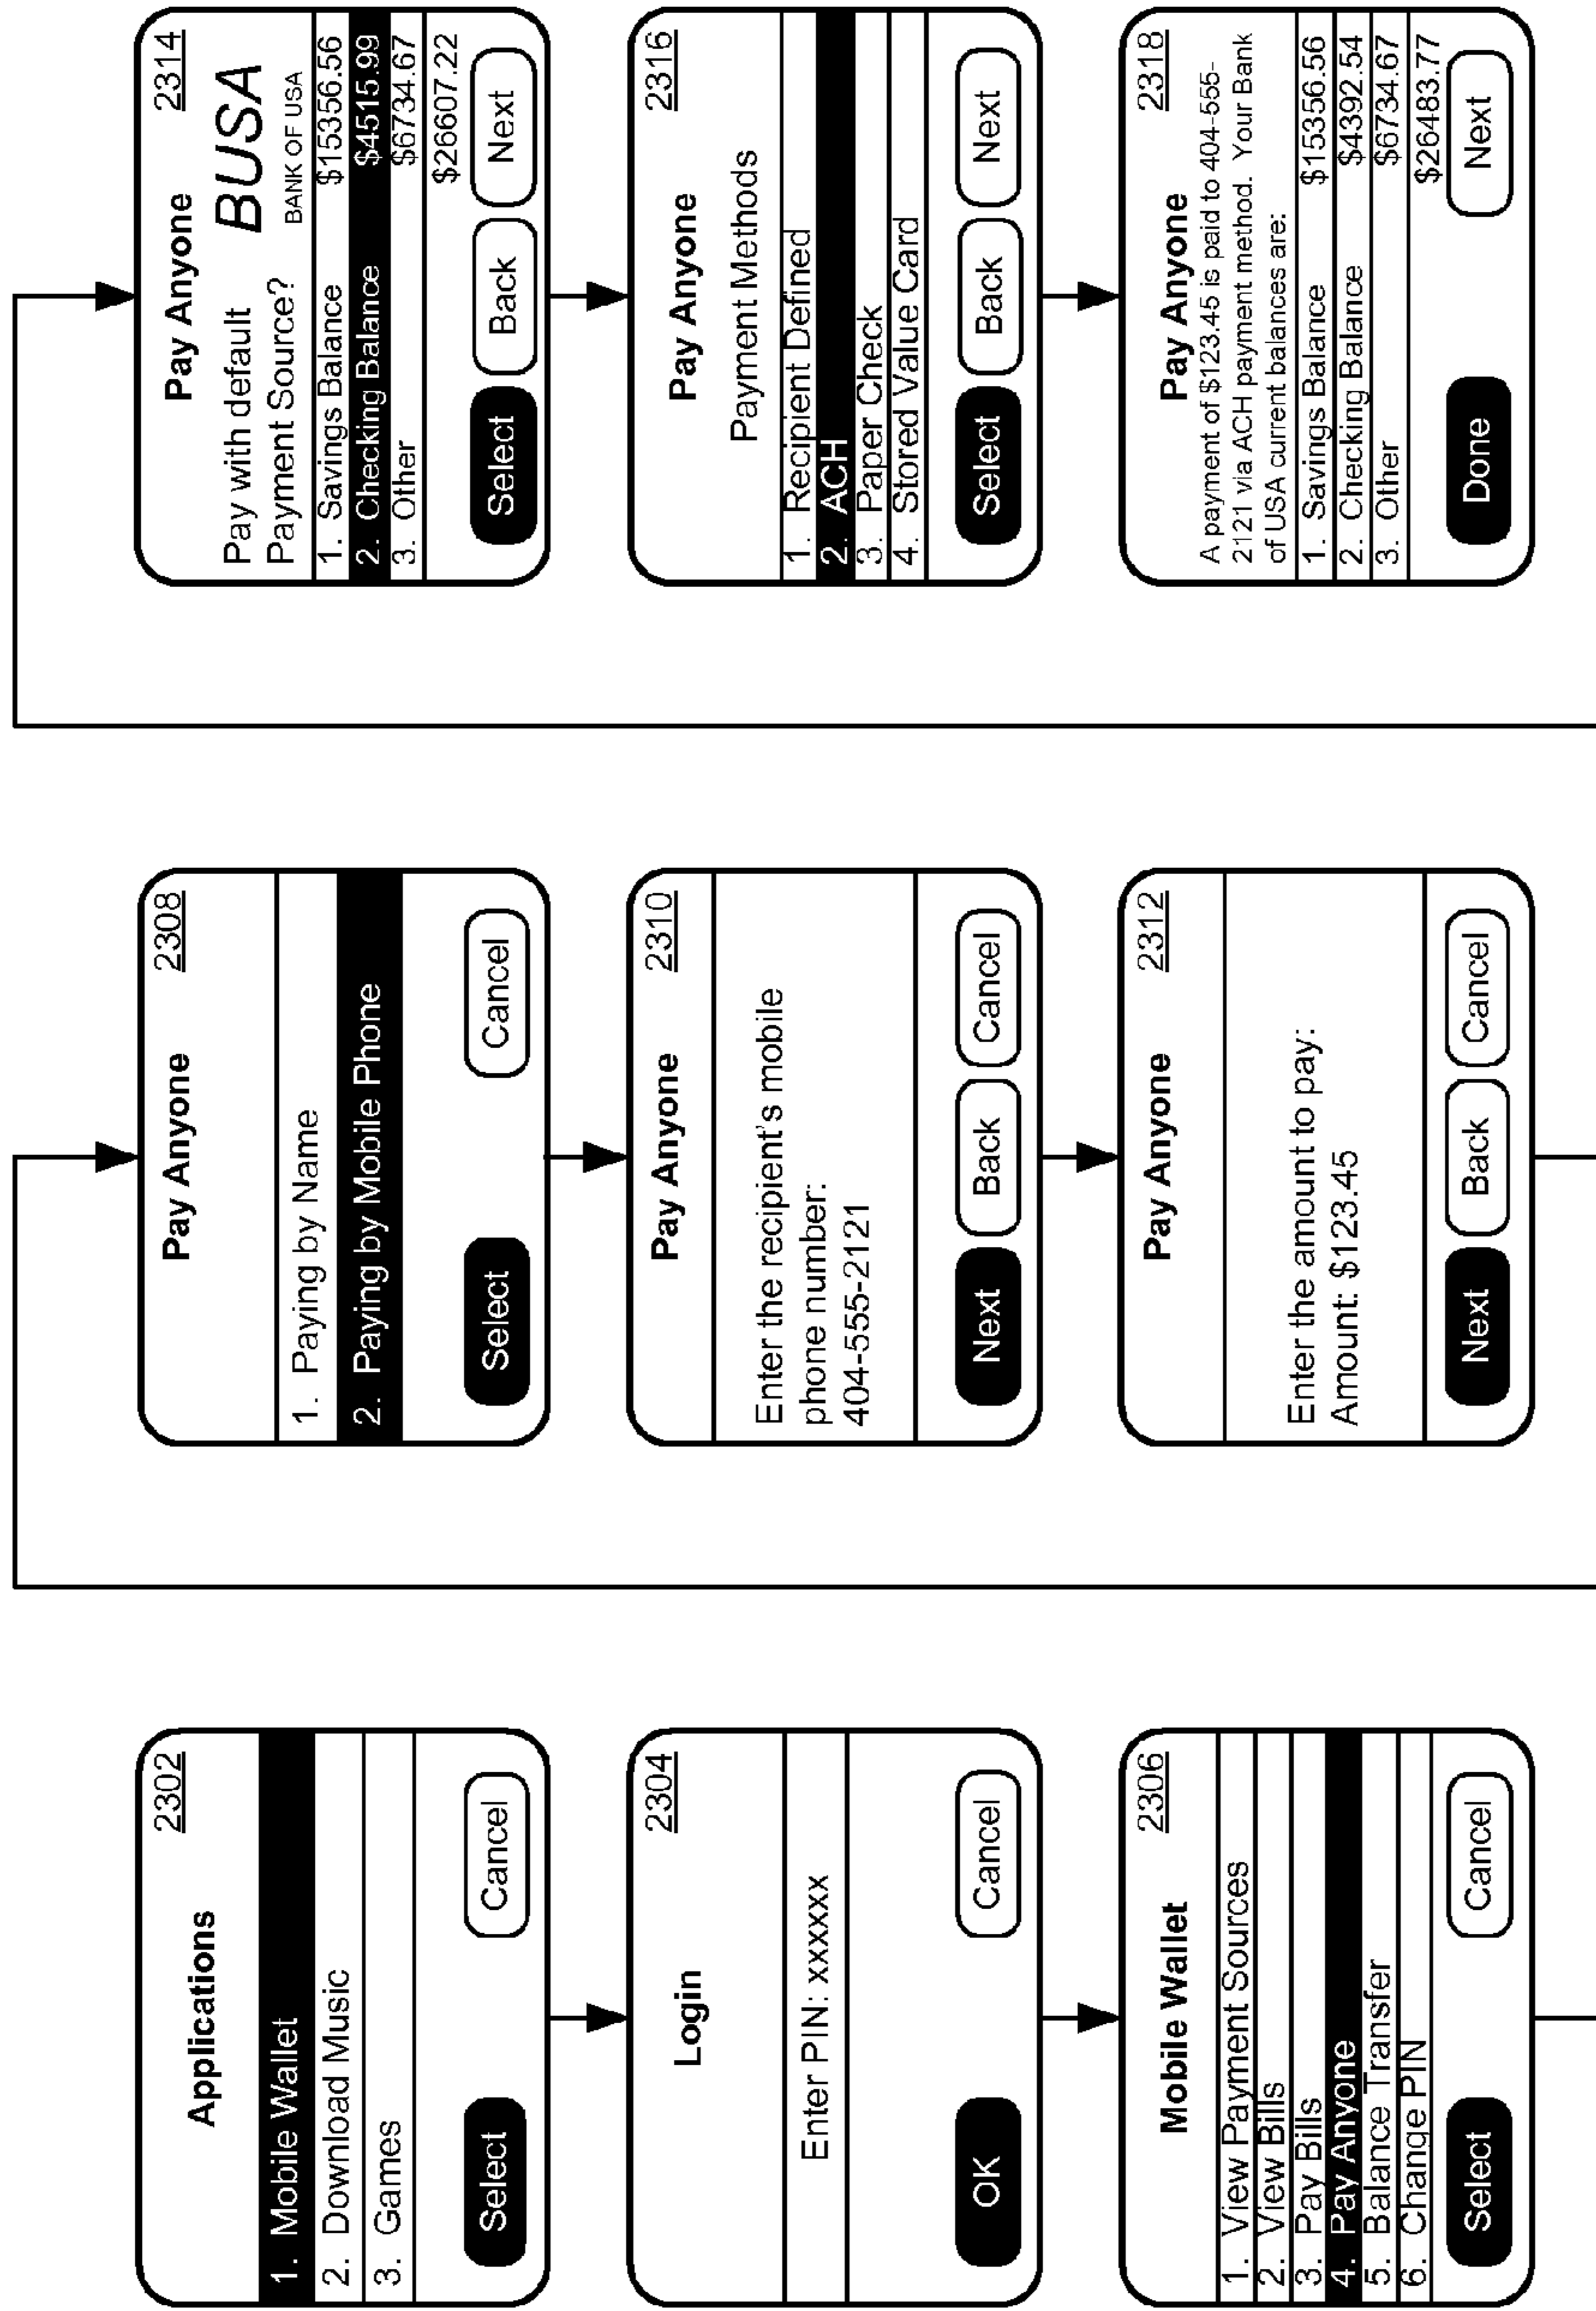 Applications
2302
1. Mobile Wallet
2. Download Music
3. Games
Select
Cancel
Login
2304
Enter PIN: xxxxxx
OK
Cancel
Mobile Wallet
2306
1. View Payment Sources
2. View Bills
3. Pay Bills
4. Pay Anyone
5. Balance Transfer
6. Change PIN
Select
Cancel
Pay Anyone
2308
1. Paying by Name
2. Paying by Mobile Phone
Select
Cancel
Pay Anyone
2310
Enter the recipient's mobile
phone number:
404-555-2121
Next
Back
Cancel
Pay Anyone
2312
Enter the amount to pay:
Amount: $123.45
Next
Back
Cancel
Pay Anyone
2314
Pay with default
Payment Source?
BUSA
BANK OF USA
1. Savings Balance $15356.56
2. Checking Balance $4515.99
3. Other $6734.67
$26607.22
Select
Back
Next
Pay Anyone
2316
Payment Methods
1. Recipient Defined
2. ACH
3. Paper Check
4. Stored Value Card
Select
Back
Next
Pay Anyone
2318
A payment of $123.45 is paid to 404-555-
2121 via ACH payment method. Your Bank
of USA current balances are:
1. Savings Balance $15356.56
2. Checking Balance $4392.54
3. Other $6734.67
$26483.77
Done
Next